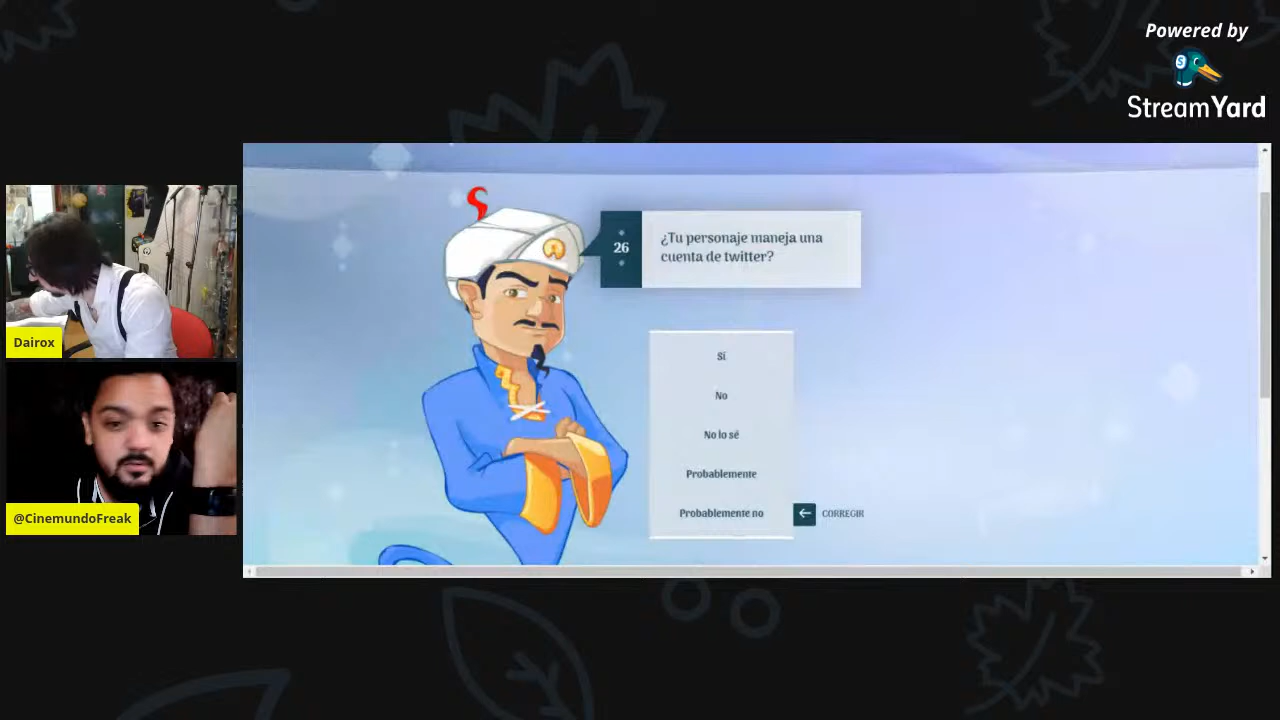 Powered by
StreamYard
26
¿Tu personaje maneja una
cuenta de twitter?
Sí
No
No lo sé
Probablemente
Probablemente no
CORREGIR
Dairox
@CinemundoFreak